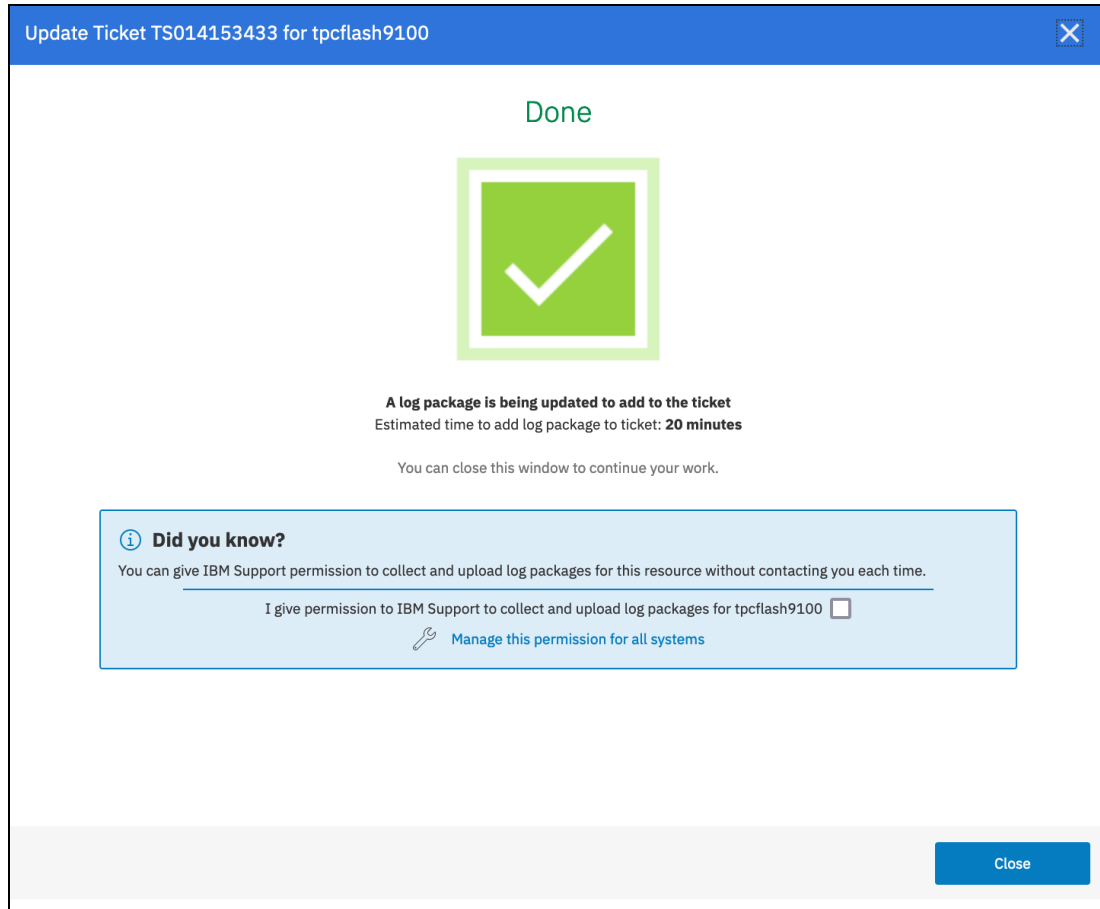 Update Ticket TS014153433 for tpcflash9100
Done
A log package is being updated to add to the ticket
Estimated time to add log package to ticket: 20 minutes
You can close this window to continue your work.
Did you know?
You can give IBM Support permission to collect and upload log packages for this resource without contacting you each time.
I give permission to IBM Support to collect and upload log packages for tpcflash9100
Manage this permission for all systems
Close